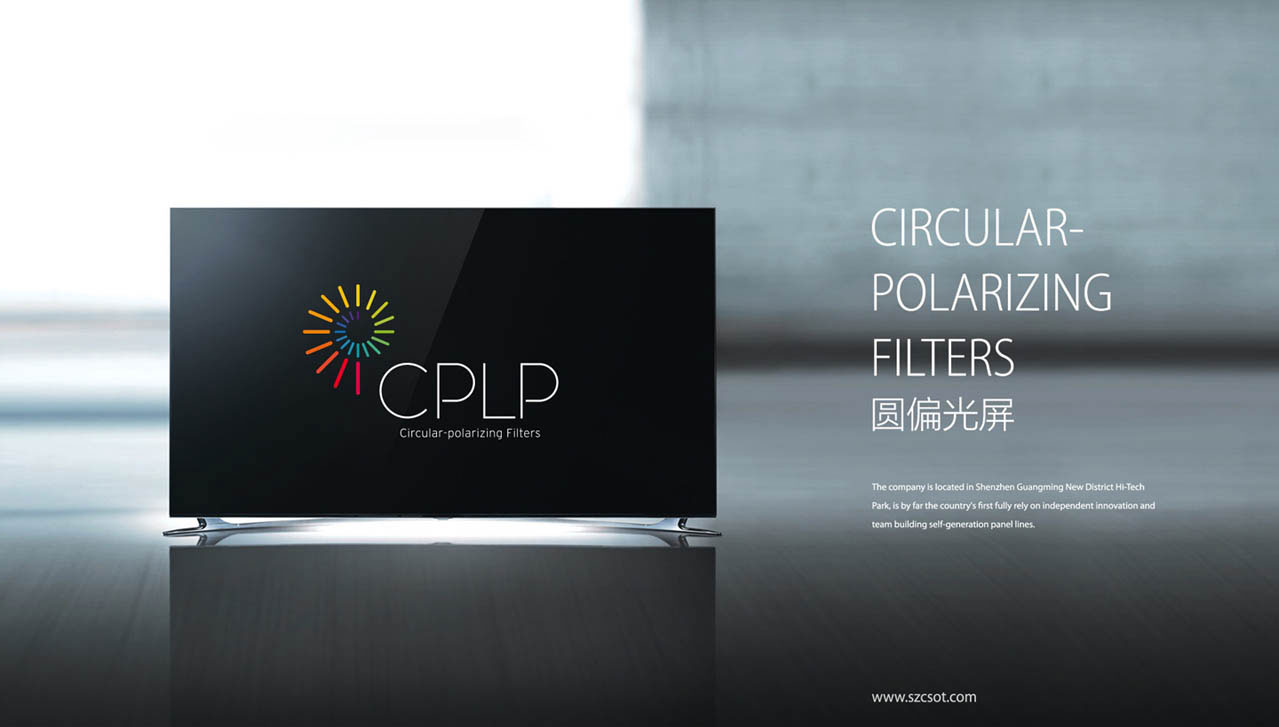 CPLP
Circular-polarizing Filters
CIRCULAR-
POLARIZING
FILTERS
圆偏光屏
The company is located in Shenzhen Guangming New District Hi-Tech
Park, is by far the country's first fully rely on independent innovation and
team building self-generation panel lines.
www.szcsot.com